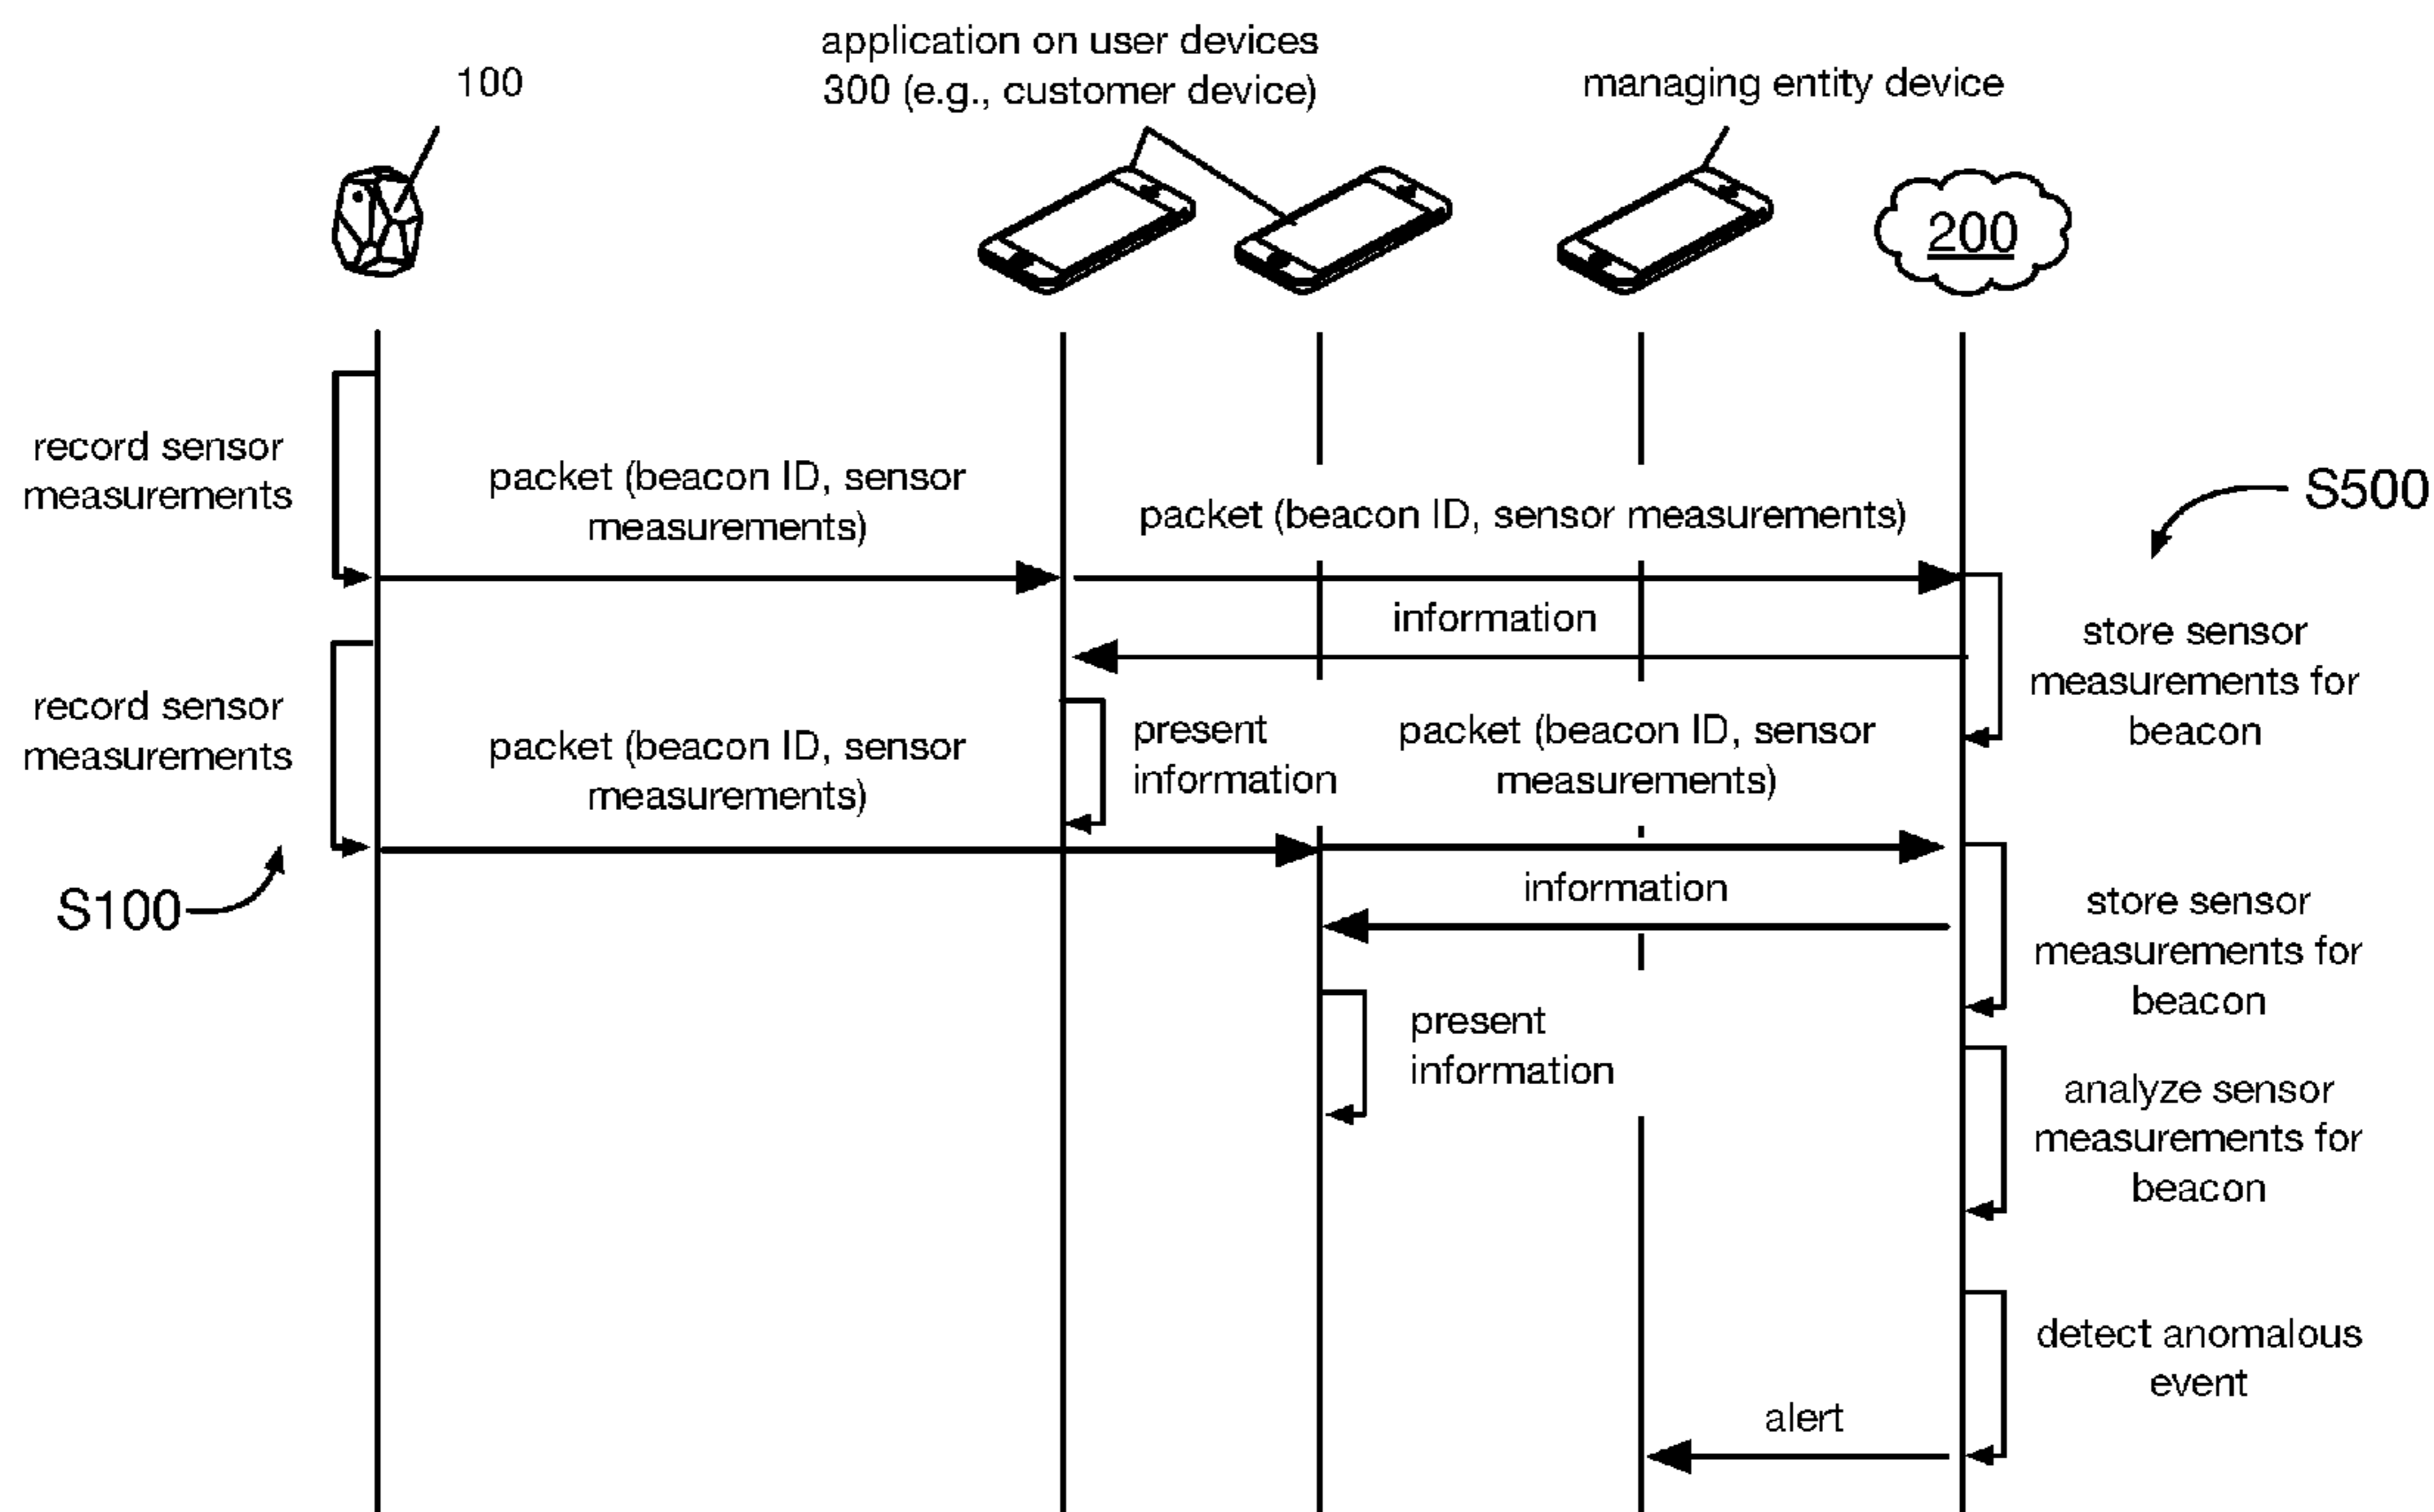 application on user devices
300 (e.g., customer device)
100
managing entity device
200
record sensor
measurements
packet (beacon ID, sensor
measurements)
packet (beacon ID, sensor measurements)
S500
information
store sensor
measurements for
beacon
record sensor
measurements
packet (beacon ID, sensor
measurements)
present
information
packet (beacon ID, sensor
measurements)
S100
information
store sensor
measurements for
beacon
present
information
analyze sensor
measurements for
beacon
detect anomalous
event
alert